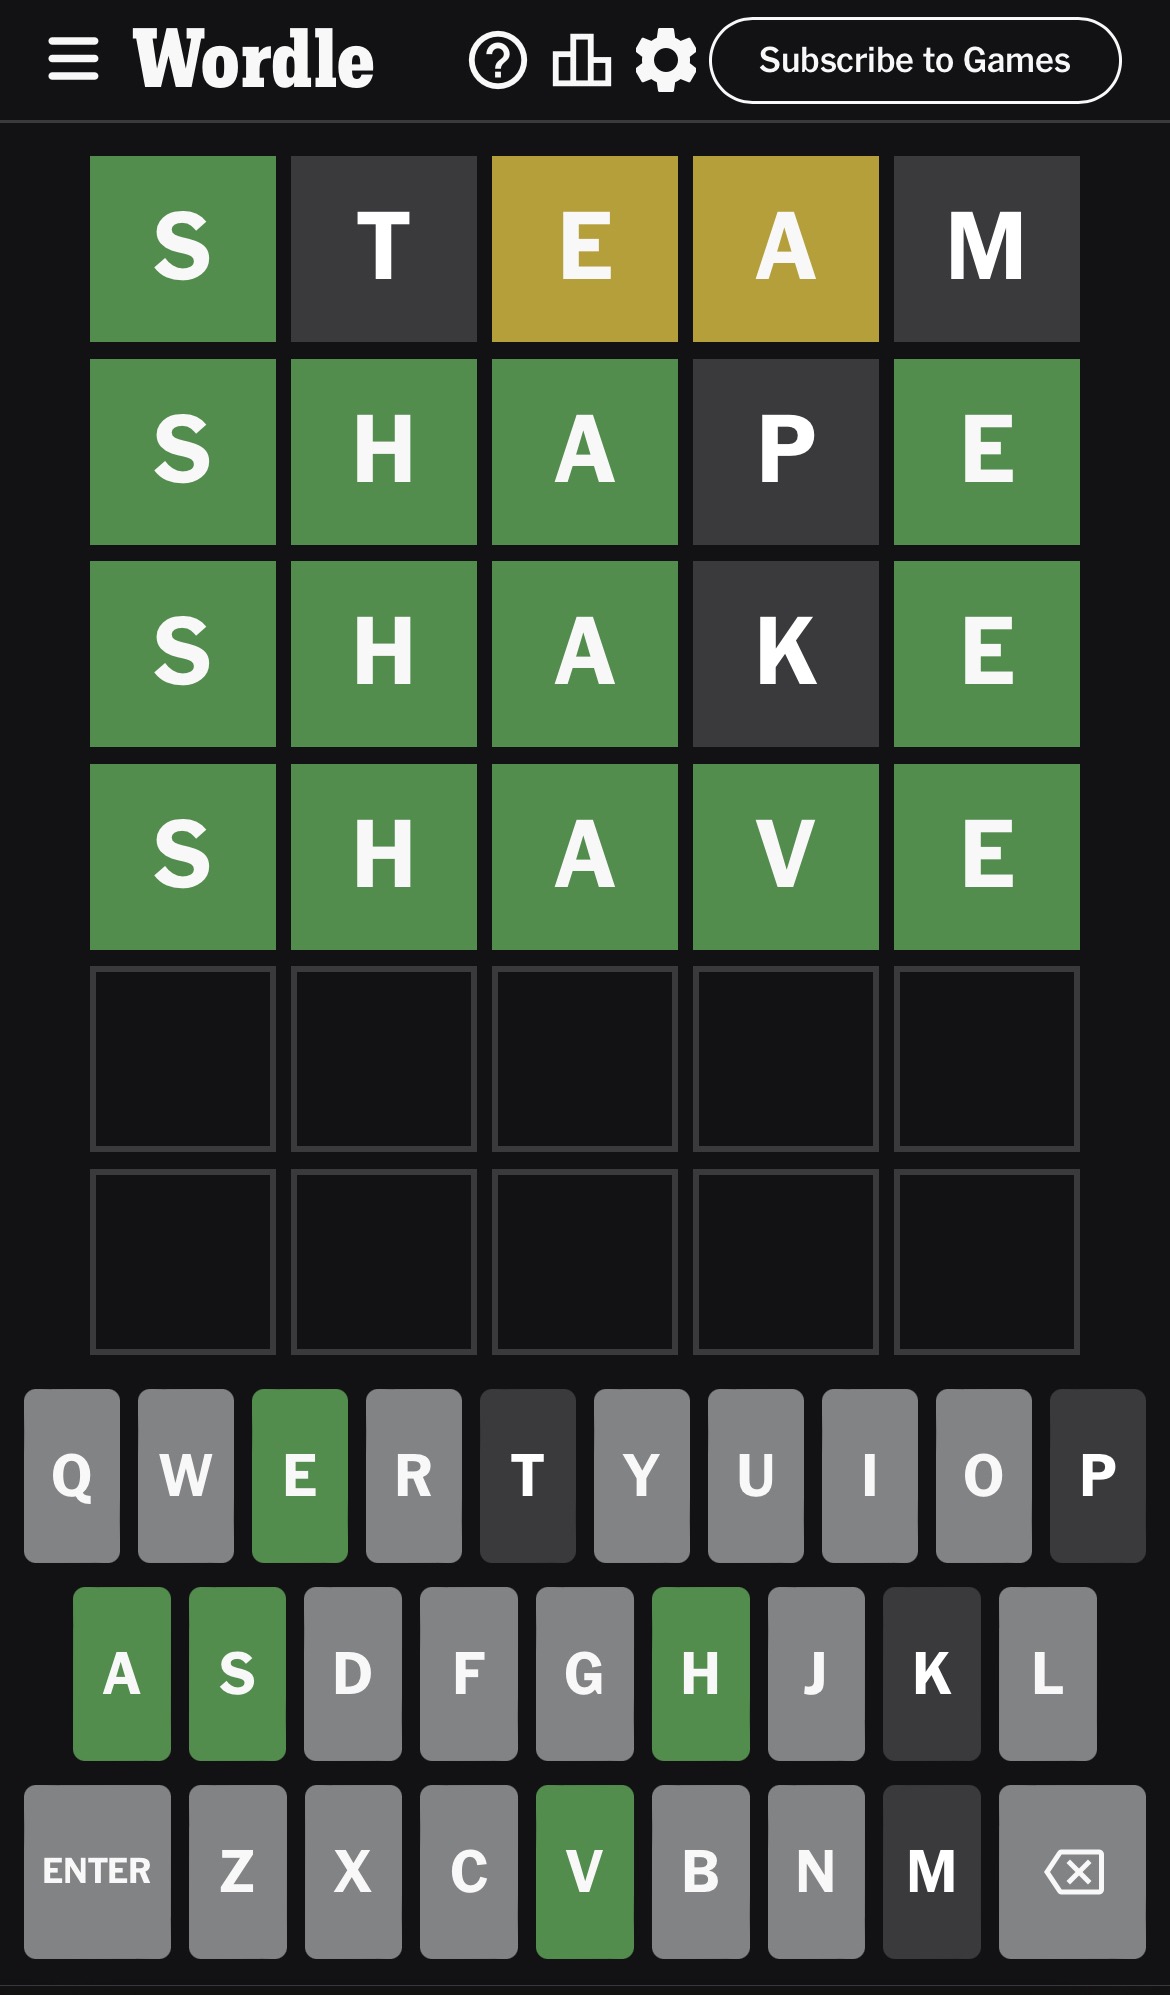 Wordle ? Subscribe to Games
S T E A M
S H A P E
S H A K E
S H A V E
Q W E R T Y U I O P
A S D F G H J K L
ENTER Z X C V B N M